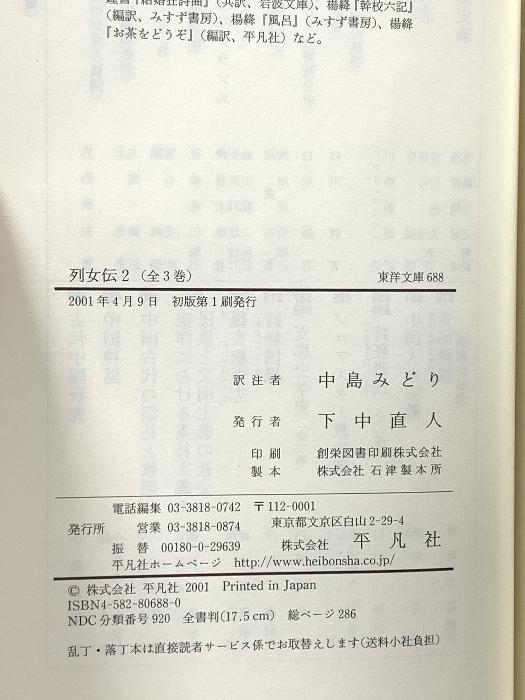 （編訳、みすず書房）、楊絳『風呂』（みすず書房）、楊絳
『お茶をどうぞ』（編訳、平凡社）など。
列女伝 2 （全3巻）
東洋文庫 688
2001年4月9日　初版第1刷発行
訳注者　中島みどり
発行者　下中直人
印刷　創栄図書印刷株式会社
製本　株式会社 石津製本所
電話編集 03-3818-0742 〒112-0001
発行所　営業 03-3818-0874　東京都文京区白山2-29-4
振替 00180-0-29639　株式会社 平凡社
平凡社ホームページ http://www.heibonsha.co.jp/
© 株式会社 平凡社 2001　Printed in Japan
ISBN4-582-80688-0
NDC分類番号920　全書判(17.5cm)　総ページ286
乱丁・落丁本は直接読者サービス係でお取替えします(送料小社負担)